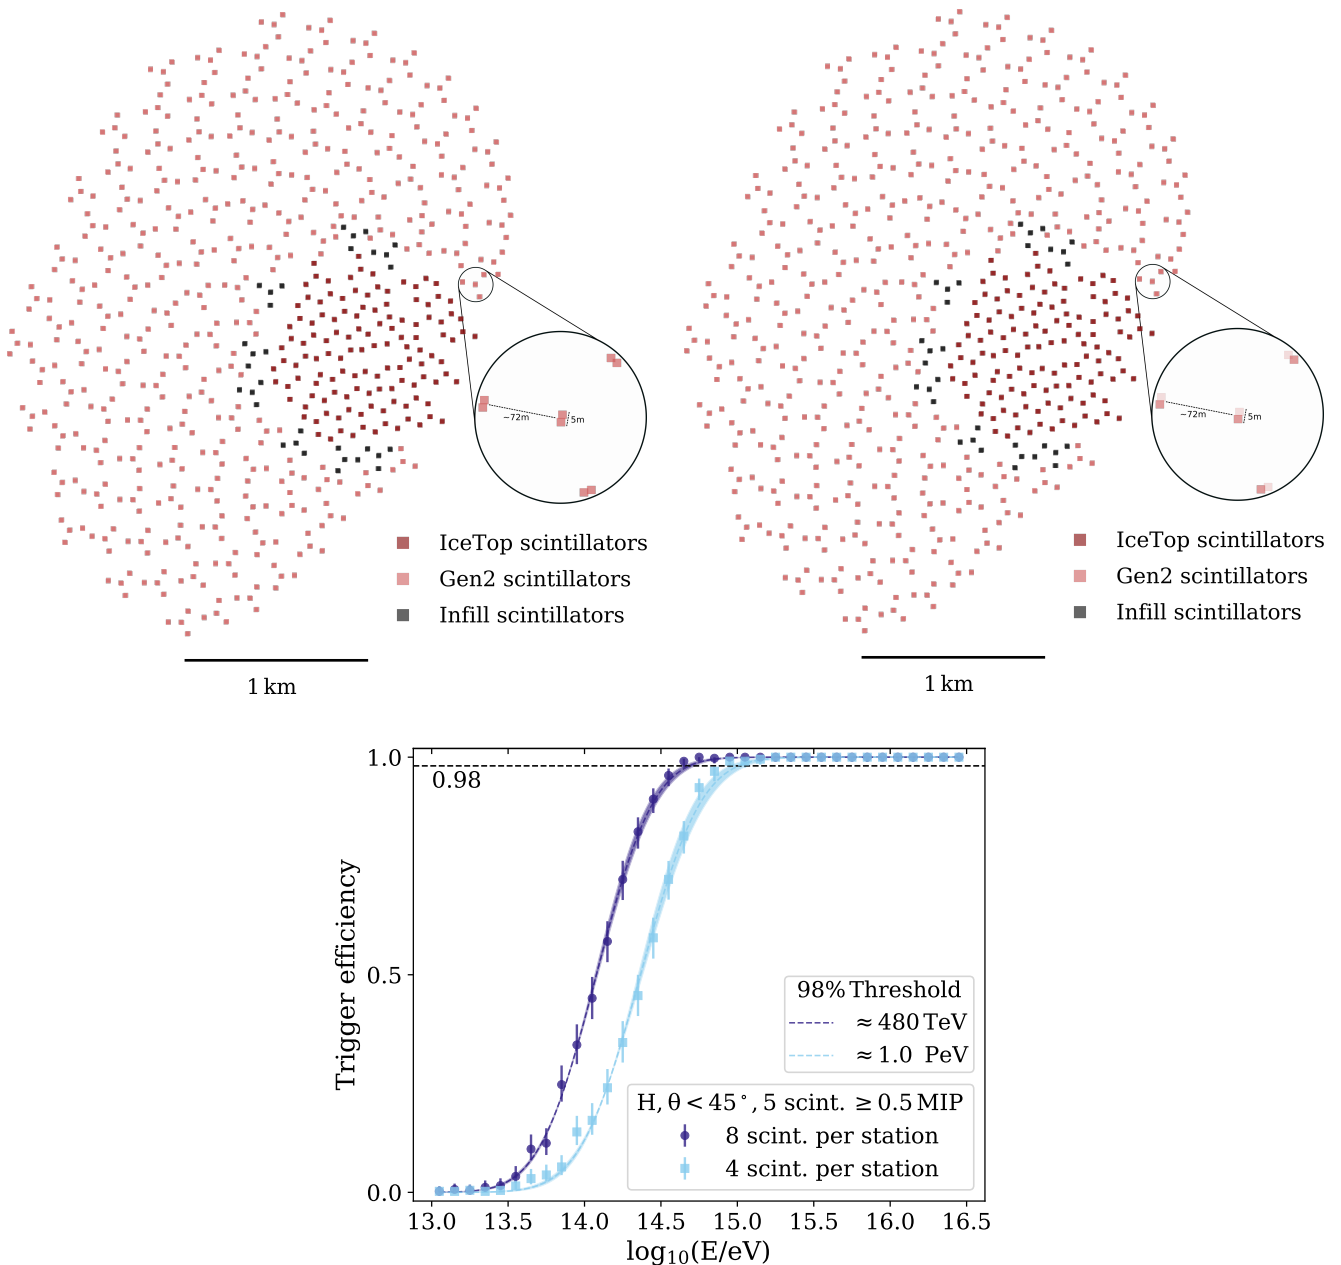 ~72m
5m
IceTop scintillators
Gen2 scintillators
Infill scintillators
1 km
~72m
5m
IceTop scintillators
Gen2 scintillators
Infill scintillators
1 km
1.0
0.98
0.5
0.0
Trigger efficiency
98% Threshold
≈ 480 TeV
≈ 1.0 PeV
H, θ < 45°, 5 scint. ≥ 0.5 MIP
8 scint. per station
4 scint. per station
13.0 13.5 14.0 14.5 15.0 15.5 16.0 16.5
log₁₀(E/eV)